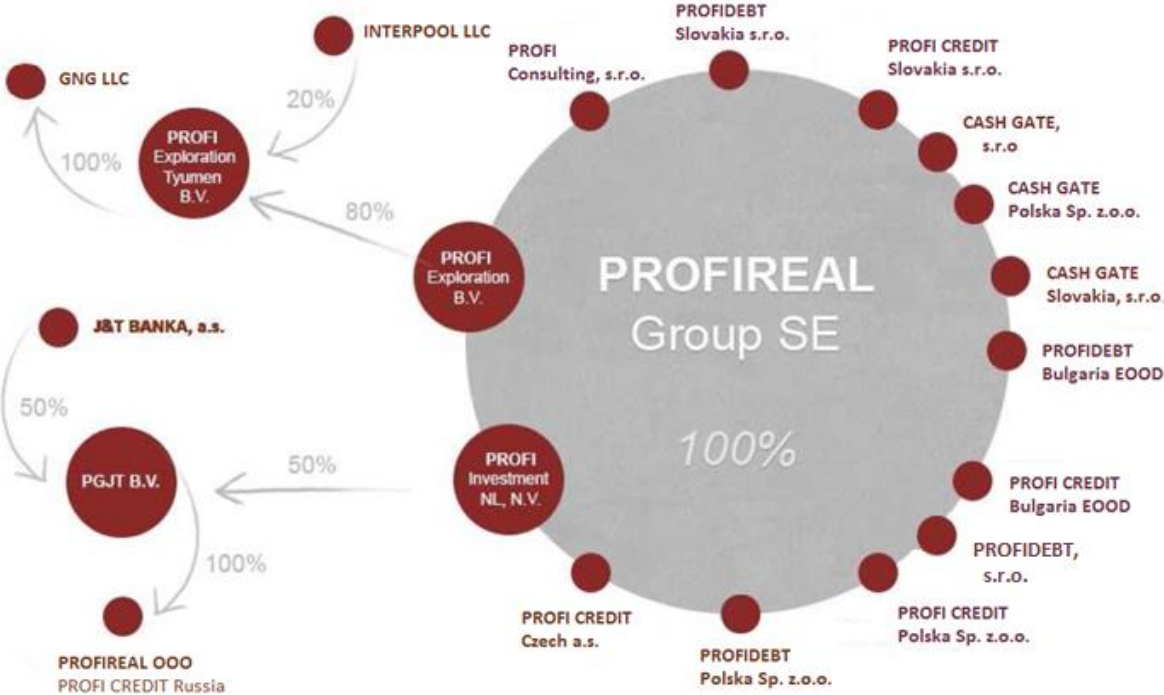 PROFIDEBT
Slovakia s.r.o.
INTERPOOL LLC
PROFI
Consulting, s.r.o.
PROFI CREDIT
Slovakia s.r.o.
GNG LLC
20%
CASH GATE,
s.r.o
PROFI
Exploration
Tyumen
B.V.
100%
CASH GATE
Polska Sp. z.o.o.
80%
PROFI
Exploration
B.V.
PROFIREAL
Group SE
100%
CASH GATE
Slovakia, s.r.o.
J&T BANKA, a.s.
PROFIDEBT
Bulgaria EOOD
50%
PGJT B.V.
50%
PROFI
Investment
NL, N.V.
PROFI CREDIT
Bulgaria EOOD
100%
PROFIDEBT,
s.r.o.
PROFI CREDIT
Czech a.s.
PROFI CREDIT
Polska Sp. z.o.o.
PROFIDEBT
Polska Sp. z.o.o.
PROFIREAL OOO
PROFI CREDIT Russia